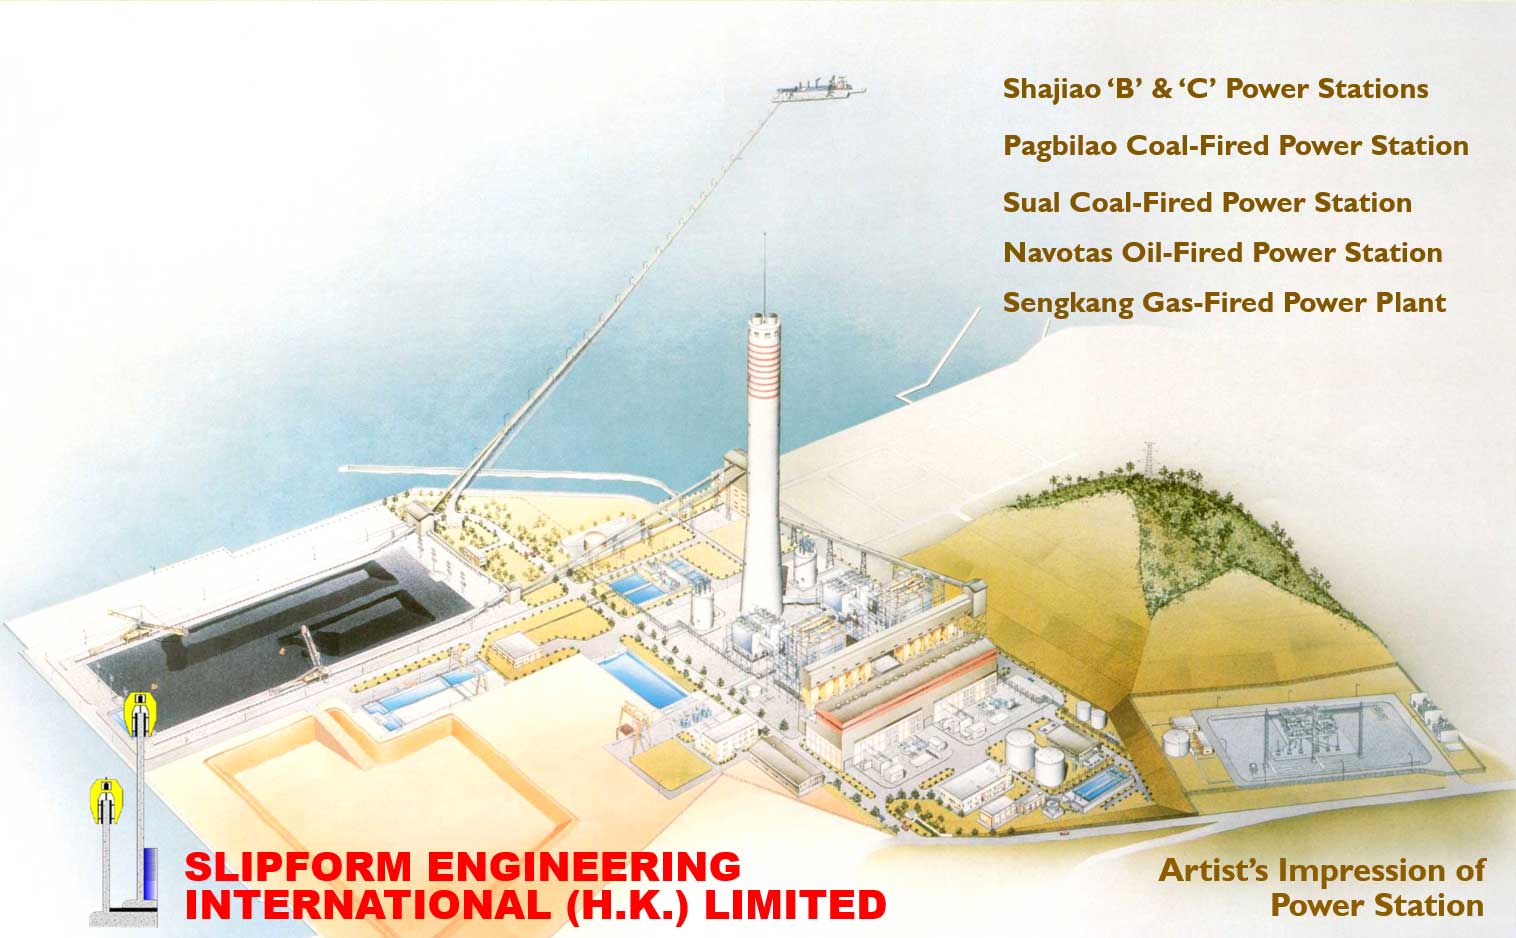 Shajiao ‘B’ & ‘C’ Power Stations
Pagbilao Coal-Fired Power Station
Sual Coal-Fired Power Station
Navotas Oil-Fired Power Station
Sengkang Gas-Fired Power Plant
SLIPFORM ENGINEERING
INTERNATIONAL (H.K.) LIMITED
Artist’s Impression of
Power Station